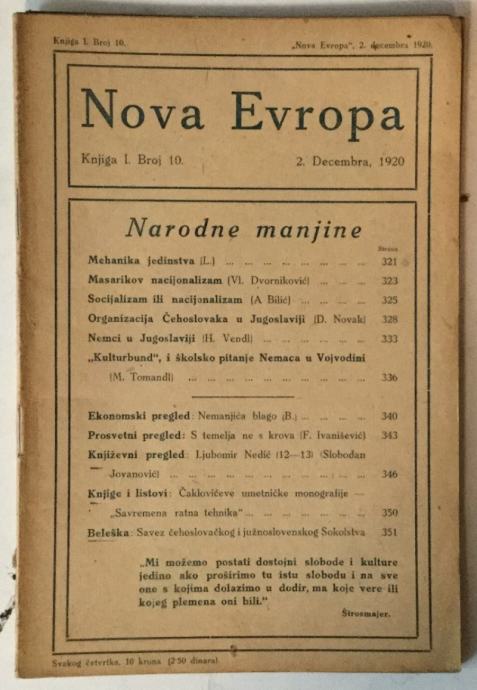 Knjiga I. Broj 10.
„Nova Evropa“, 2. decembra 1920.
Nova Evropa
Knjiga I. Broj 10.
2. Decembra, 1920
Narodne manjine
Strana
Mehanika jedinstva (L.) ... ... ... ... ... ... ... 321
Masarikov nacijonalizam (Vl. Dvorniković) ... ... ... 323
Socijalizam ili nacijonalizam (A Bilić) ... ... ... ... 325
Organizacija Čehoslovaka u Jugoslaviji (D. Novak) 328
Nemci u Jugoslaviji (H. Vendl) ... ... ... ... ... 333
„Kulturbund“, i školsko pitanje Nemaca u Vojvodini
(M. Tomandl) ... ... ... ... ... ... ... ... 336
Ekonomski pregled: Nemanjića blago (B.) ... ... ... ... 340
Prosvetni pregled: S temelja ne s krova (F. Ivanišević) 343
Književni pregled: Ljubomir Nedić (12—13) (Slobodan
Jovanović) ... ... ... ... ... ... ... ... 346
Knjige i listovi: Čaklovićeve umetničke monografije —
„Savremena ratna tehnika“ ... ... ... ... ... 350
Beleška: Savez čehoslovačkog i južnoslovenskog Sokolstva 351
„Mi možemo postati dostojni slobode i kulture
jedino ako proširimo tu istu slobodu i na sve
one s kojima dolazimo u dodir, ma koje vere ili
kojeg plemena oni bili.“
Štrosmajer.
Svakog četvrtka, 10 kruna (2·50 dinara).